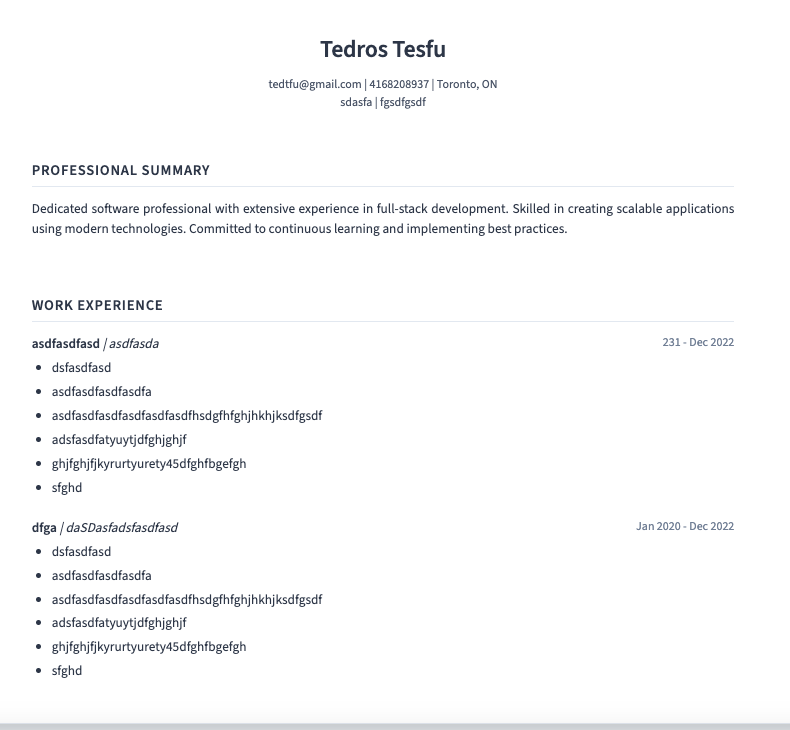 Tedros Tesfu
tedtfu@gmail.com | 4168208937 | Toronto, ON
sdasfa | fgsdfgsdf
PROFESSIONAL SUMMARY
Dedicated software professional with extensive experience in full-stack development. Skilled in creating scalable applications
using modern technologies. Committed to continuous learning and implementing best practices.
WORK EXPERIENCE
asdfasdfasd | asdfasda 231 - Dec 2022
• dsfasdfasd
• asdfasdfasdfasdfa
• asdfasdfasdfasdfasdfasdfhsdgfhfghjhkhjksdfgsdf
• adsfasdfatyuytjdfghjghjf
• ghjfghjfjkyrurtyurety45dfghfbgefgh
• sfghd
dfga | daSDasfadsfasdfasd Jan 2020 - Dec 2022
• dsfasdfasd
• asdfasdfasdfasdfa
• asdfasdfasdfasdfasdfasdfhsdgfhfghjhkhjksdfgsdf
• adsfasdfatyuytjdfghjghjf
• ghjfghjfjkyrurtyurety45dfghfbgefgh
• sfghd